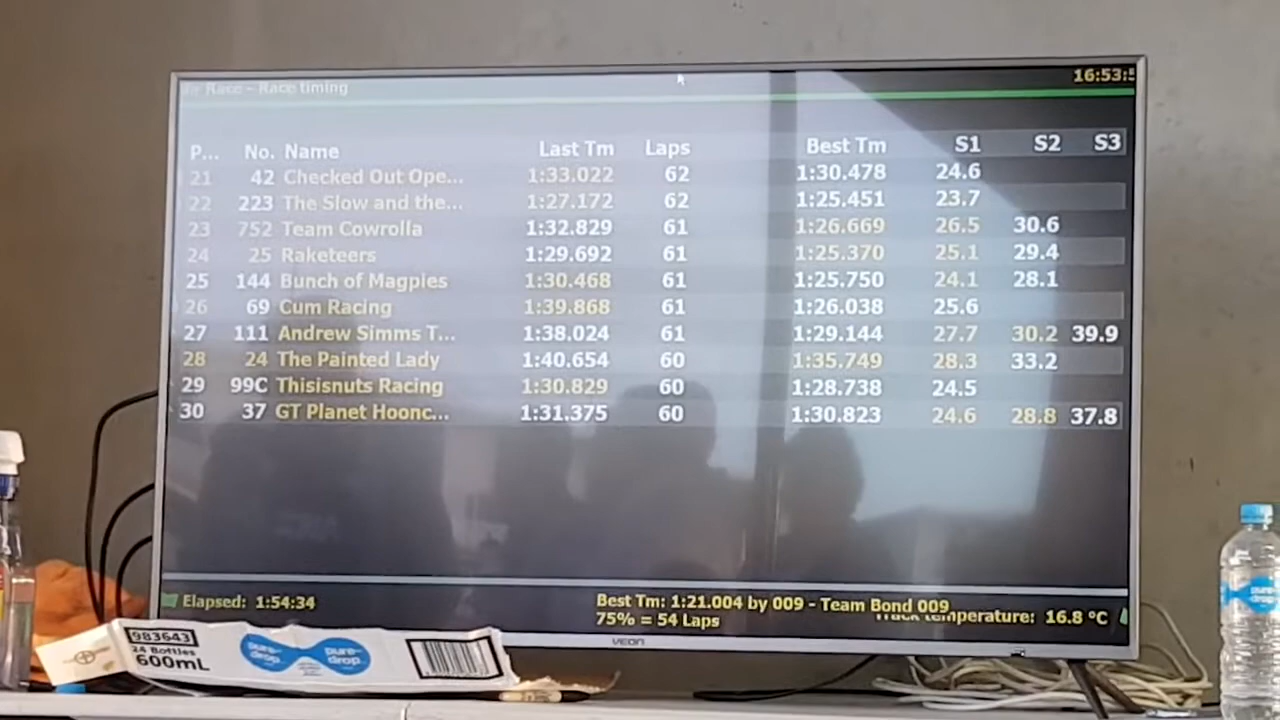 Race - Race timing
16:53:5
P... No. Name Last Tm Laps Best Tm S1 S2 S3
21 42 Checked Out Ope... 1:33.022 62 1:30.478 24.6
22 223 The Slow and the... 1:27.172 62 1:25.451 23.7
23 752 Team Cowrolla 1:32.829 61 1:26.669 26.5 30.6
24 25 Raketeers 1:29.692 61 1:25.370 25.1 29.4
25 144 Bunch of Magpies 1:30.468 61 1:25.750 24.1 28.1
26 69 Cum Racing 1:39.868 61 1:26.038 25.6
27 111 Andrew Simms T... 1:38.024 61 1:29.144 27.7 30.2 39.9
28 24 The Painted Lady 1:40.654 60 1:35.749 28.3 33.2
29 99C Thisisnuts Racing 1:30.829 60 1:28.738 24.5
30 37 GT Planet Hoonc... 1:31.375 60 1:30.823 24.6 28.8 37.8
Elapsed: 1:54:34
Best Tm: 1:21.004 by 009 - Team Bond 009
75% = 54 Laps
Track temperature: 16.8 °C
VEON
983643
24 Bottles
600mL
pure-drop
pure-drop
pure-drop